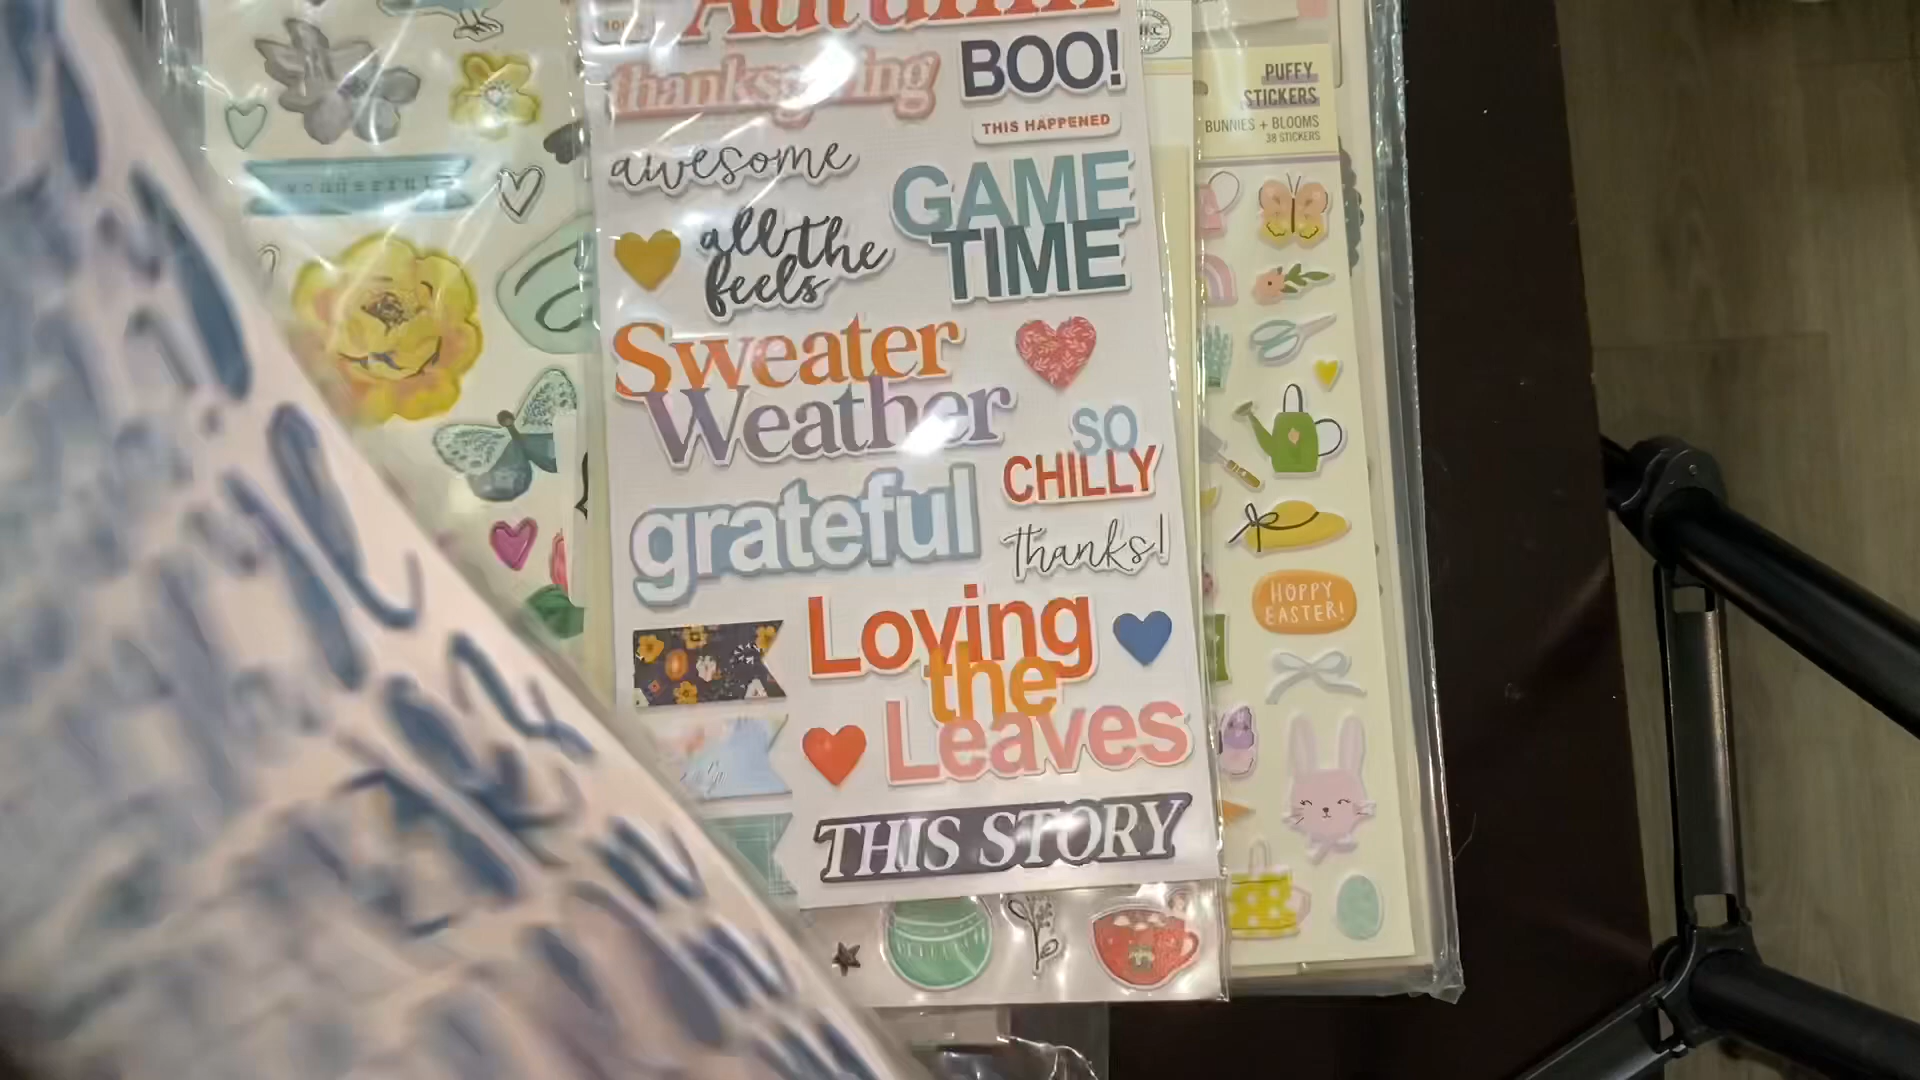 Autumn
thanksgiving
BOO!
THIS HAPPENED
awesome
GAME
TIME
all the
feels
Sweater
Weather
SO
CHILLY
grateful
thanks!
Loving
the
Leaves
THIS STORY
PUFFY
STICKERS
BUNNIES + BLOOMS
38 STICKERS
HOPPY
EASTER!
wonderful